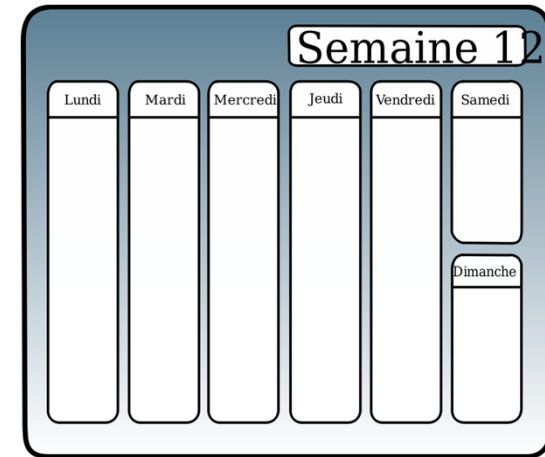 Semaine 12
Lundi
Mardi
Mercredi
Jeudi
Vendredi
Samedi
Dimanche